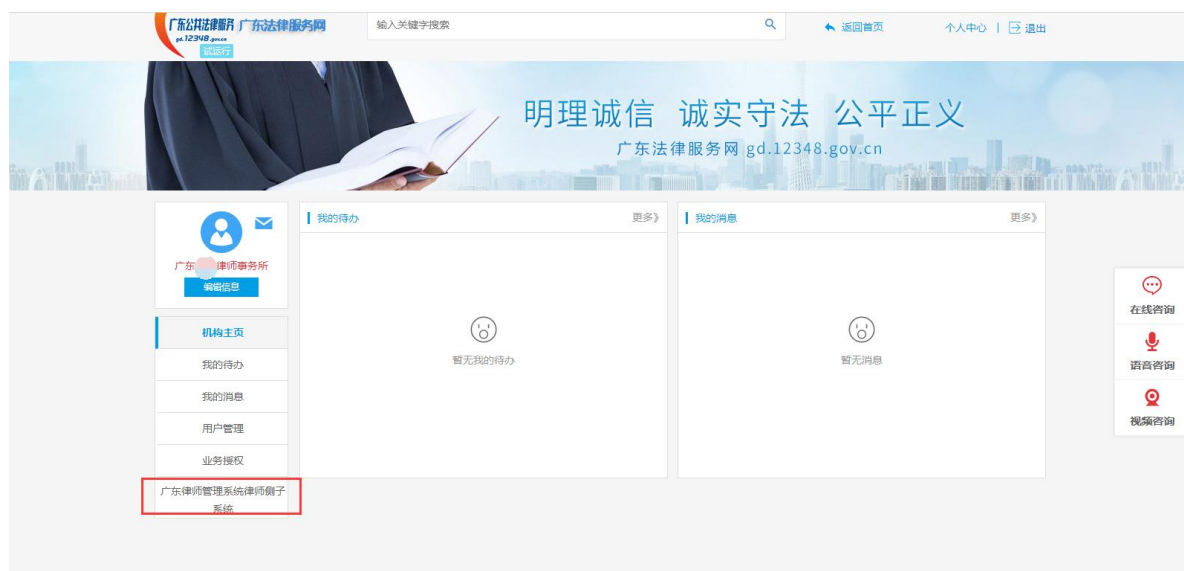 广东公共法律服务
广东法律服务网
gd.12348.gov.cn
试运行
输入关键字搜索
返回首页
个人中心 | 退出
明理诚信 诚实守法 公平正义
广东法律服务网 gd.12348.gov.cn
广东
律师事务所
编辑信息
机构主页
我的待办
我的消息
用户管理
业务授权
广东律师管理系统律师侧子
系统
我的待办 更多》
暂无我的待办
我的消息 更多》
暂无消息
在线咨询
语音咨询
视频咨询